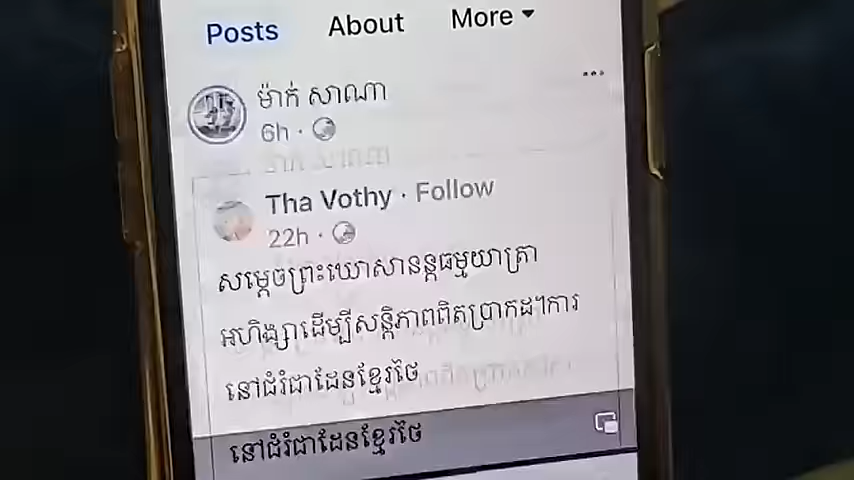 Posts About More
ម៉ាក់ សាណា
6h ·
Tha Vothy · Follow
22h ·
សម្តេចព្រះឃោសានន្តធម្មយាត្រា
អហិង្សាដើម្បីសន្តិភាពពិតប្រាកដៗការ
នៅជំរំជាដែនខ្មែរថៃ
នៅជំរំជាដែនខ្មែរថៃ